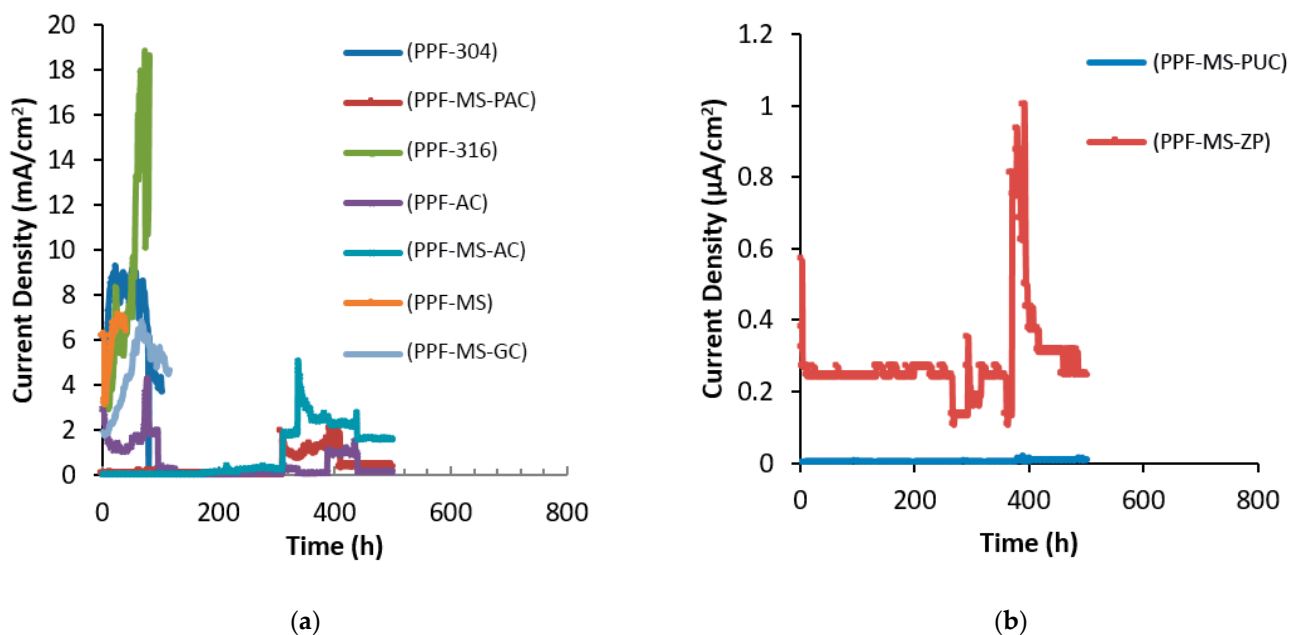 20
18
16
14
12
10
8
6
4
2
0
Current Density (mA/cm²)
0 200 400 600 800
Time (h)
(PPF-304)
(PPF-MS-PAC)
(PPF-316)
(PPF-AC)
(PPF-MS-AC)
(PPF-MS)
(PPF-MS-GC)
(a)
1.2
1
0.8
0.6
0.4
0.2
0
Current Density (μA/cm²)
0 200 400 600 800
Time (h)
(PPF-MS-PUC)
(PPF-MS-ZP)
(b)